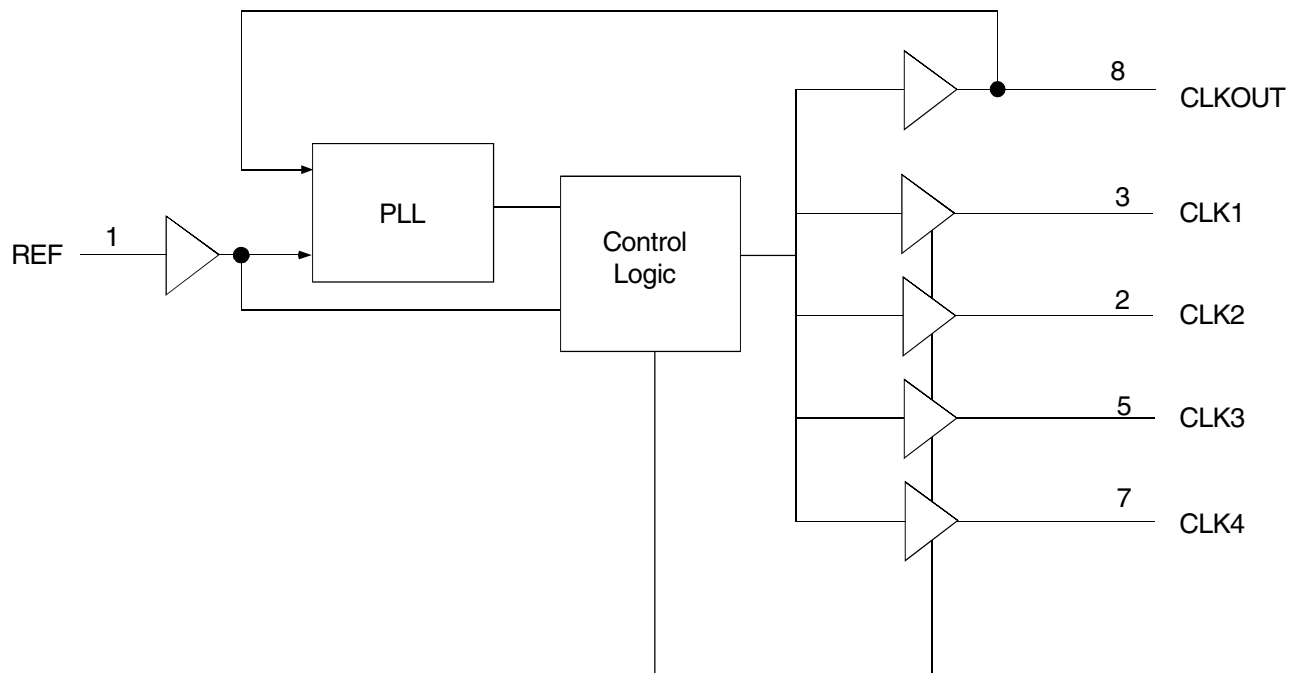 8
CLKOUT
PLL
3
CLK1
REF
1
Control
Logic
2
CLK2
5
CLK3
7
CLK4